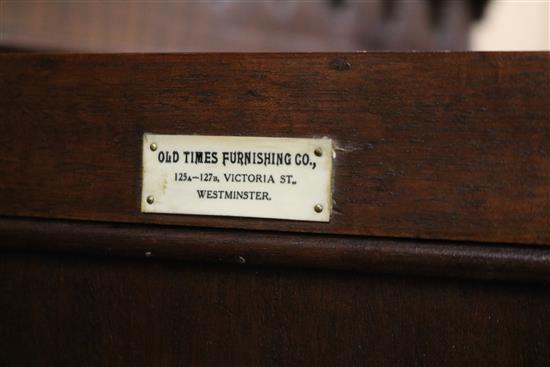 OLD TIMES FURNISHING CO.,
125A—127B, VICTORIA ST.,
WESTMINSTER.